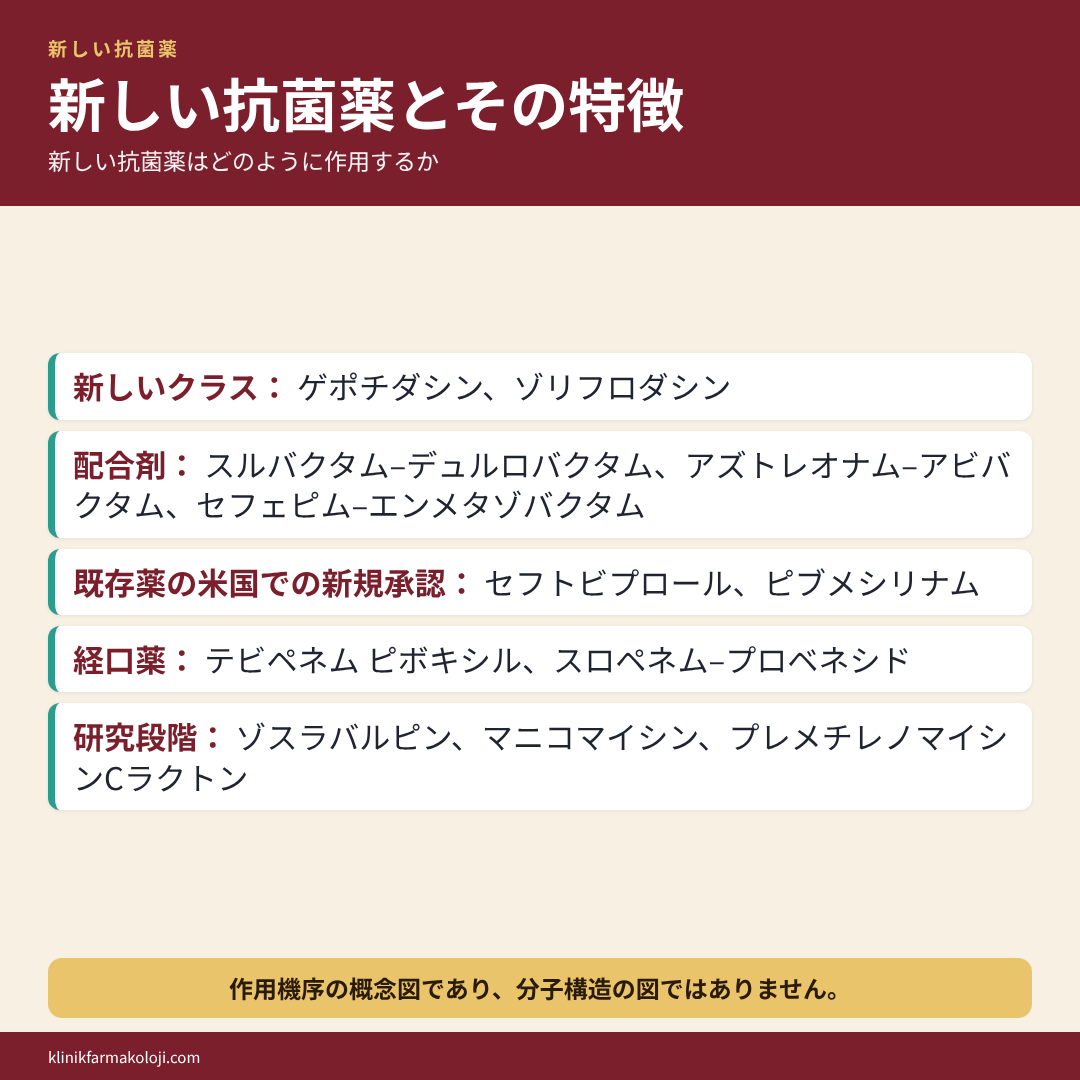 新しい抗菌薬
新しい抗菌薬とその特徴
新しい抗菌薬はどのように作用するか
新しいクラス： ゲポチダシン、ゾリフロダシン
配合剤： スルバクタム–デュルロバクタム、アズトレオナム–アビバ
クタム、セフェピム–エンメタゾバクタム
既存薬の米国での新規承認： セフトビプロール、ピブメシリナム
経口薬： テビペネム ピボキシル、スロペネム–プロベネシド
研究段階： ゾスラバルピン、マニコマイシン、プレメチレノマイシ
ンCラクトン
作用機序の概念図であり、分子構造の図ではありません。
klinikfarmakoloji.com